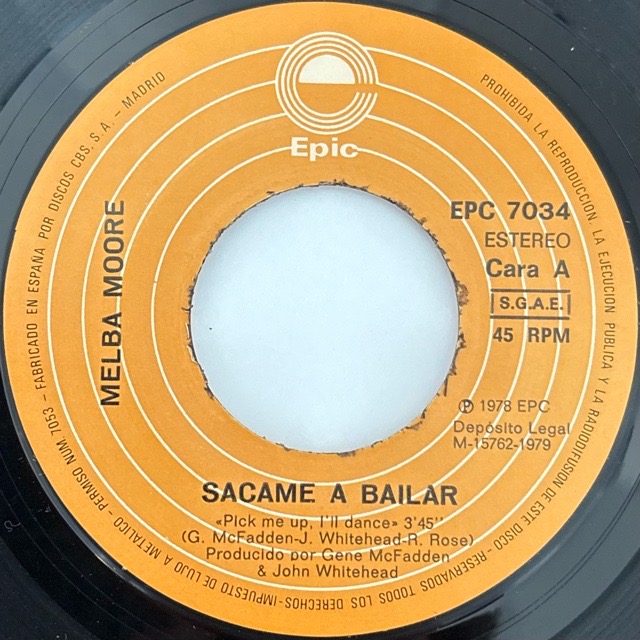 Epic
EPC 7034
ESTEREO
Cara A
S.G.A.E.
45 RPM
℗ 1978 EPC
Depósito Legal
M-15762-1979
MELBA MOORE
SACAME A BAILAR
«Pick me up, I'll dance» 3'45''
(G. McFadden-J. Whitehead-R. Rose)
Producido por Gene McFadden
& John Whitehead
PROHIBIDA LA REPRODUCCION, LA EJECUCION PUBLICA Y LA RADIODIFUSION DE ESTE DISCO-RESERVADOS TODOS LOS DERECHOS-IMPUESTO DE LUJO A METALICO - PERMISO NUM. 7053 - FABRICADO EN ESPAÑA POR DISCOS CBS, S. A. - MADRID